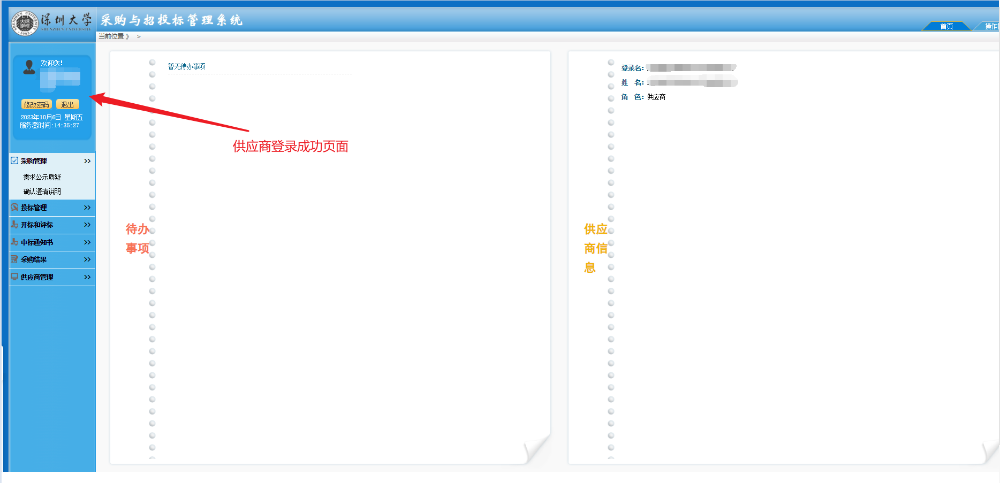 深圳大学
SHENZHEN UNIVERSITY
1983
采购与招投标管理系统
首页
操作
当前位置》 >
欢迎您!
修改密码 退出
2023年10月6日 星期五
服务器时间:14:35:27
采购管理 >>
需求公示质疑
确认澄清说明
投标管理 >>
开标和评标 >>
中标通知书 >>
采购结果 >>
供应商管理 >>
暂无待办事项
供应商登录成功页面
待办
事项
登录名:
姓 名:
角 色: 供应商
供应
商信
息